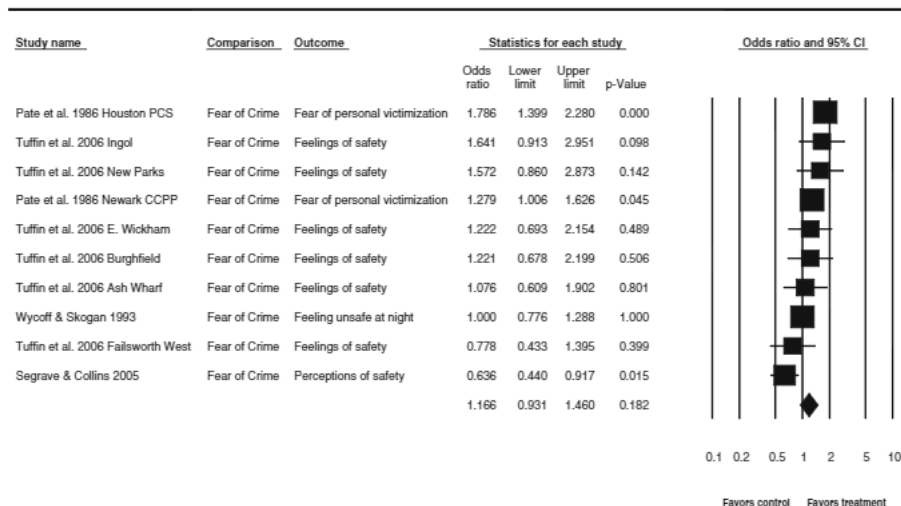 Study name Comparison Outcome Statistics for each study Odds ratio and 95% CI
Odds ratio Lower limit Upper limit p-Value
Pate et al. 1986 Houston PCS Fear of Crime Fear of personal victimization 1.786 1.399 2.280 0.000
Tuffin et al. 2006 Ingol Fear of Crime Feelings of safety 1.641 0.913 2.951 0.098
Tuffin et al. 2006 New Parks Fear of Crime Feelings of safety 1.572 0.860 2.873 0.142
Pate et al. 1986 Newark CCPP Fear of Crime Fear of personal victimization 1.279 1.006 1.626 0.045
Tuffin et al. 2006 E. Wickham Fear of Crime Feelings of safety 1.222 0.693 2.154 0.489
Tuffin et al. 2006 Burghfield Fear of Crime Feelings of safety 1.221 0.678 2.199 0.506
Tuffin et al. 2006 Ash Wharf Fear of Crime Feelings of safety 1.076 0.609 1.902 0.801
Wycoff & Skogan 1993 Fear of Crime Feeling unsafe at night 1.000 0.776 1.288 1.000
Tuffin et al. 2006 Failsworth West Fear of Crime Feelings of safety 0.778 0.433 1.395 0.399
Segrave & Collins 2005 Fear of Crime Perceptions of safety 0.636 0.440 0.917 0.015
1.166 0.931 1.460 0.182
0.1 0.2 0.5 1 2 5 10
Favors control Favors treatment